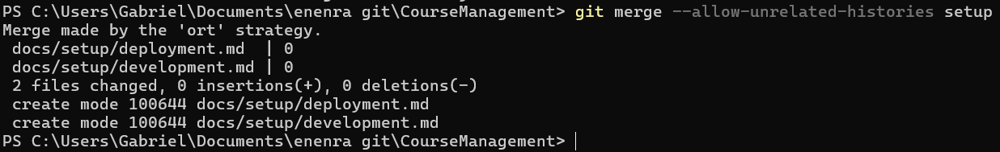 PS C:\Users\Gabriel\Documents\enenra git\CourseManagement> git merge --allow-unrelated-histories setup
Merge made by the 'ort' strategy.
 docs/setup/deployment.md  | 0
 docs/setup/development.md | 0
 2 files changed, 0 insertions(+), 0 deletions(-)
 create mode 100644 docs/setup/deployment.md
 create mode 100644 docs/setup/development.md
PS C:\Users\Gabriel\Documents\enenra git\CourseManagement>